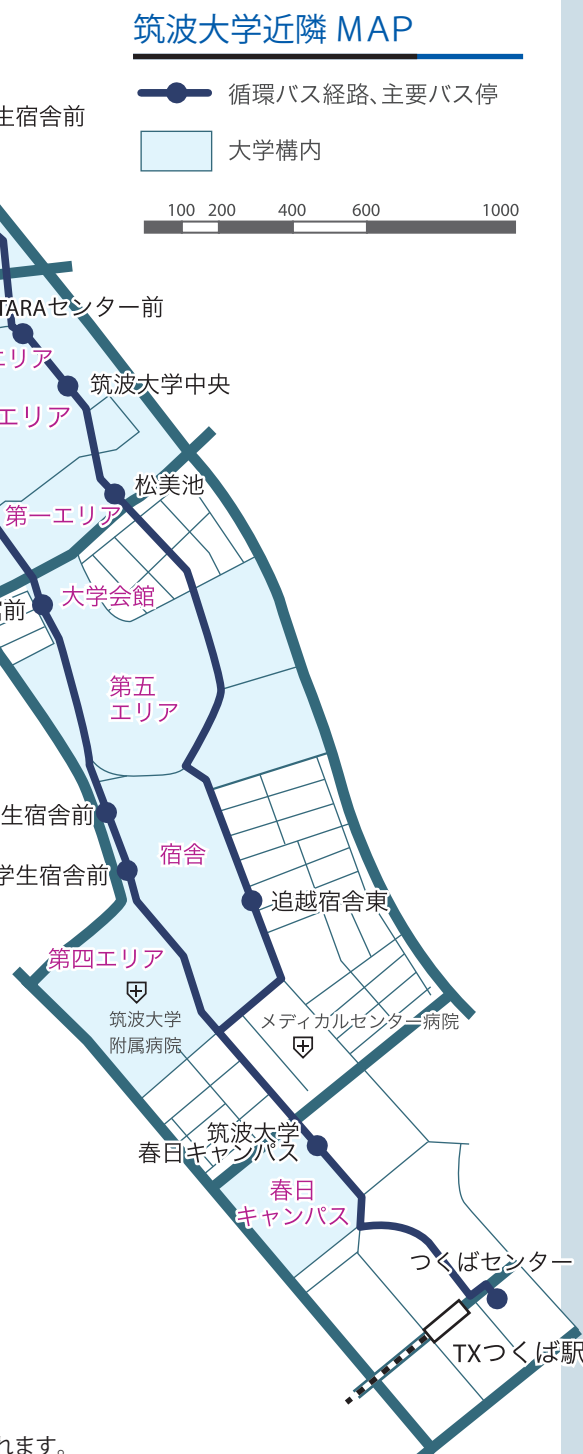 筑波大学近隣 MAP
循環バス経路、主要バス停
大学構内
100 200 400 600 1000
生宿舎前
TARAセンター前
エリア
筑波大学中央
エリア
松美池
第一エリア
大学会館
前
第五
エリア
生宿舎前
宿舎
学生宿舎前
追越宿舎東
第四エリア
筑波大学
附属病院
メディカルセンター病院
筑波大学
春日キャンパス
春日
キャンパス
つくばセンター
TXつくば駅
れます。